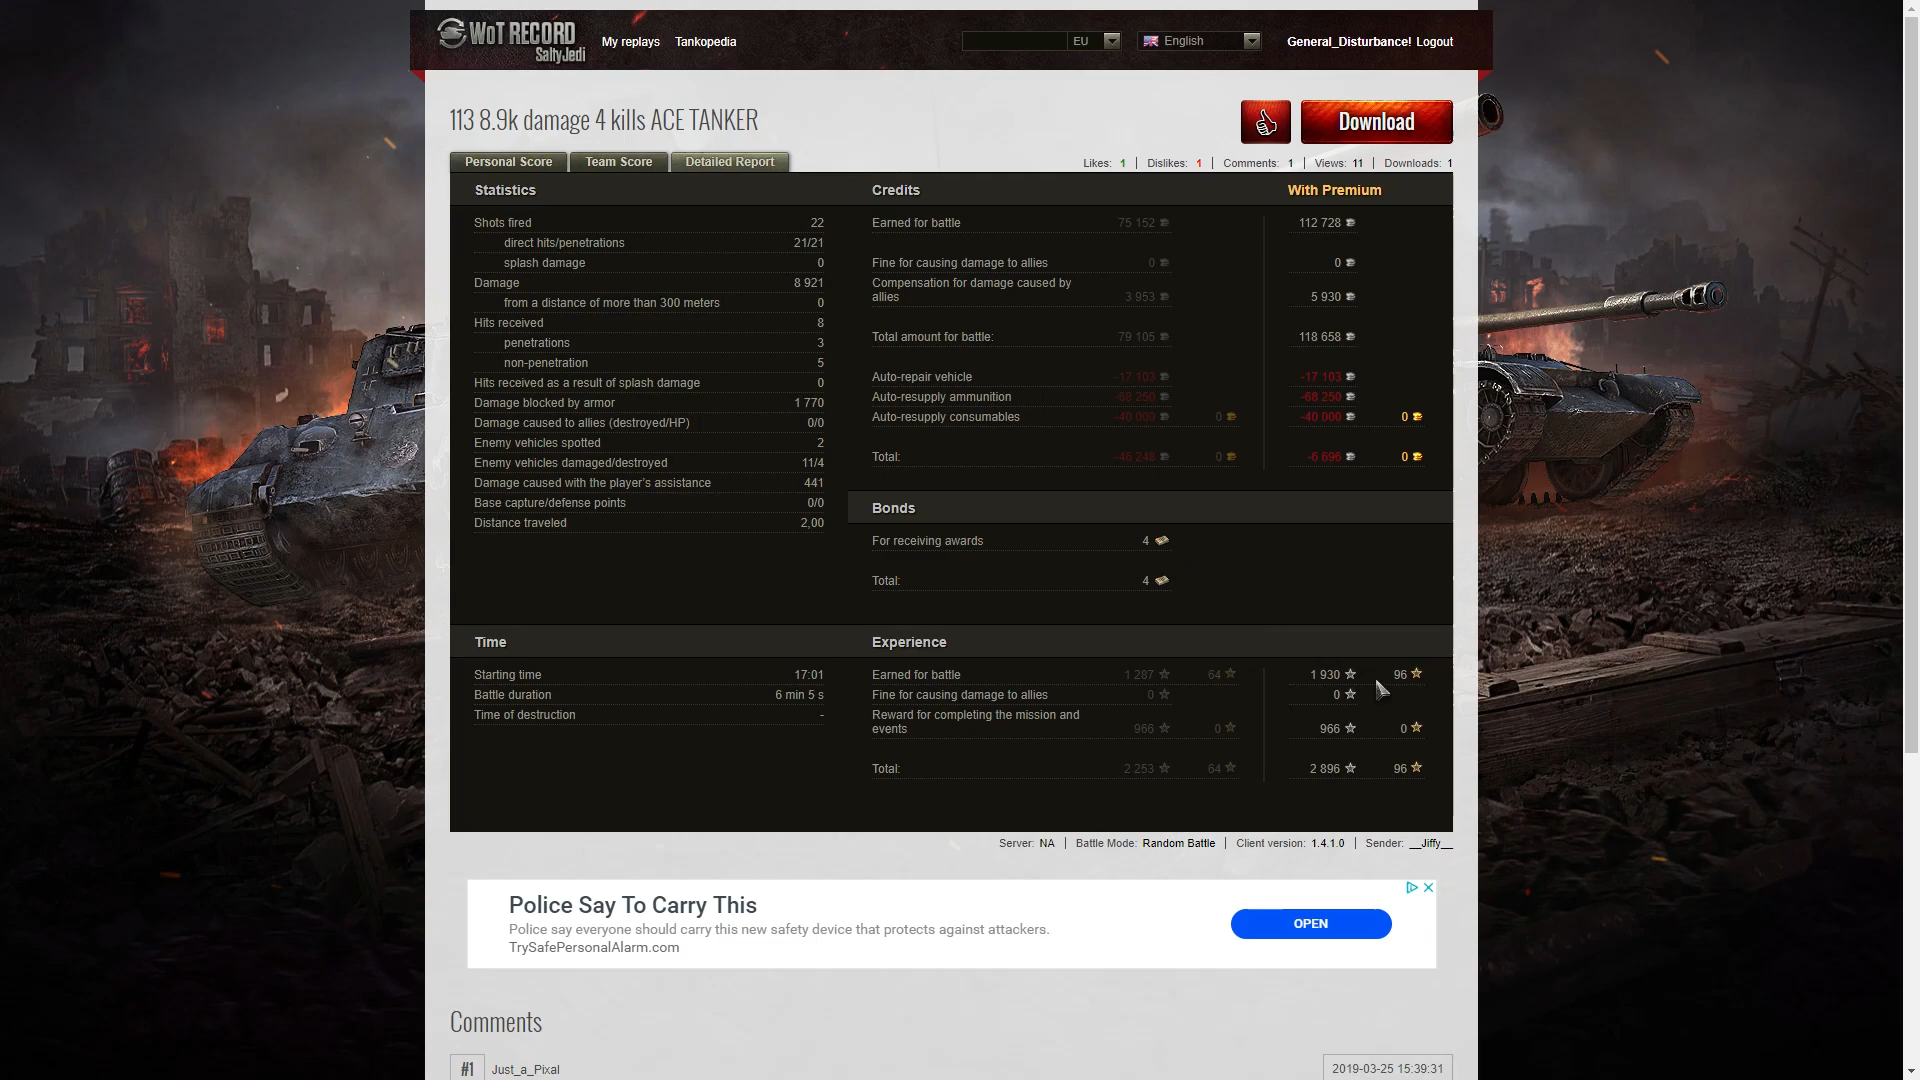 WOT RECORD
SaltyJedi
My replays
Tankopedia
EU
English
General_Disturbance! Logout
113 8.9k damage 4 kills ACE TANKER
Download
Personal Score
Team Score
Detailed Report
Likes: 1 | Dislikes: 1 | Comments: 1 | Views: 11 | Downloads: 1
Statistics
Shots fired 22
direct hits/penetrations 21/21
splash damage 0
Damage 8 921
from a distance of more than 300 meters 0
Hits received 8
penetrations 3
non-penetration 5
Hits received as a result of splash damage 0
Damage blocked by armor 1 770
Damage caused to allies (destroyed/HP) 0/0
Enemy vehicles spotted 2
Enemy vehicles damaged/destroyed 11/4
Damage caused with the player's assistance 441
Base capture/defense points 0/0
Distance traveled 2,00
Credits With Premium
Earned for battle 75 152 112 728
Fine for causing damage to allies 0 0
Compensation for damage caused by
allies 3 953 5 930
Total amount for battle: 79 105 118 658
Auto-repair vehicle -17 103 -17 103
Auto-resupply ammunition -68 250 -68 250
Auto-resupply consumables -40 000 0 -40 000 0
Total: -46 248 0 -6 696 0
Bonds
For receiving awards 4
Total: 4
Time
Starting time 17:01
Battle duration 6 min 5 s
Time of destruction -
Experience
Earned for battle 1 287 64 1 930 96
Fine for causing damage to allies 0 0
Reward for completing the mission and
events 966 0 966 0
Total: 2 253 64 2 896 96
Server: NA | Battle Mode: Random Battle | Client version: 1.4.1.0 | Sender: __Jiffy__
Police Say To Carry This
Police say everyone should carry this new safety device that protects against attackers.
TrySafePersonalAlarm.com
OPEN
Comments
#1 Just_a_Pixal 2019-03-25 15:39:31